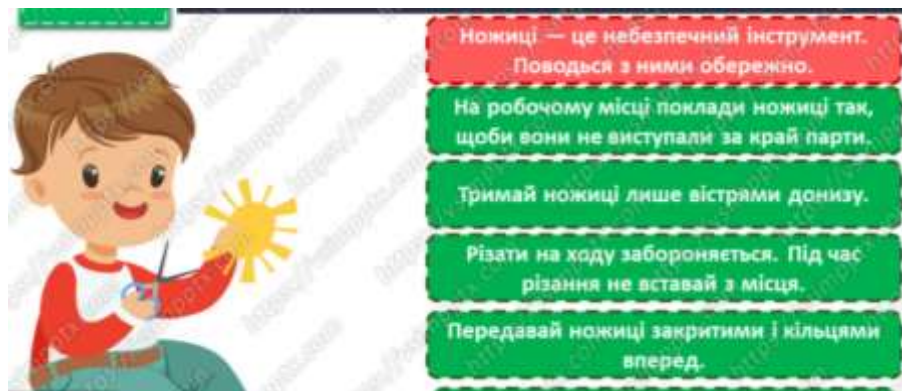 Ножиці — це небезпечний інструмент.
Поводься з ними обережно.
На робочому місці поклади ножиці так,
щоби вони не виступали за край парти.
Тримай ножиці лише вістрями донизу.
Різати на ходу забороняється. Під час
різання не вставай з місця.
Передавай ножиці закритими і кільцями
вперед.